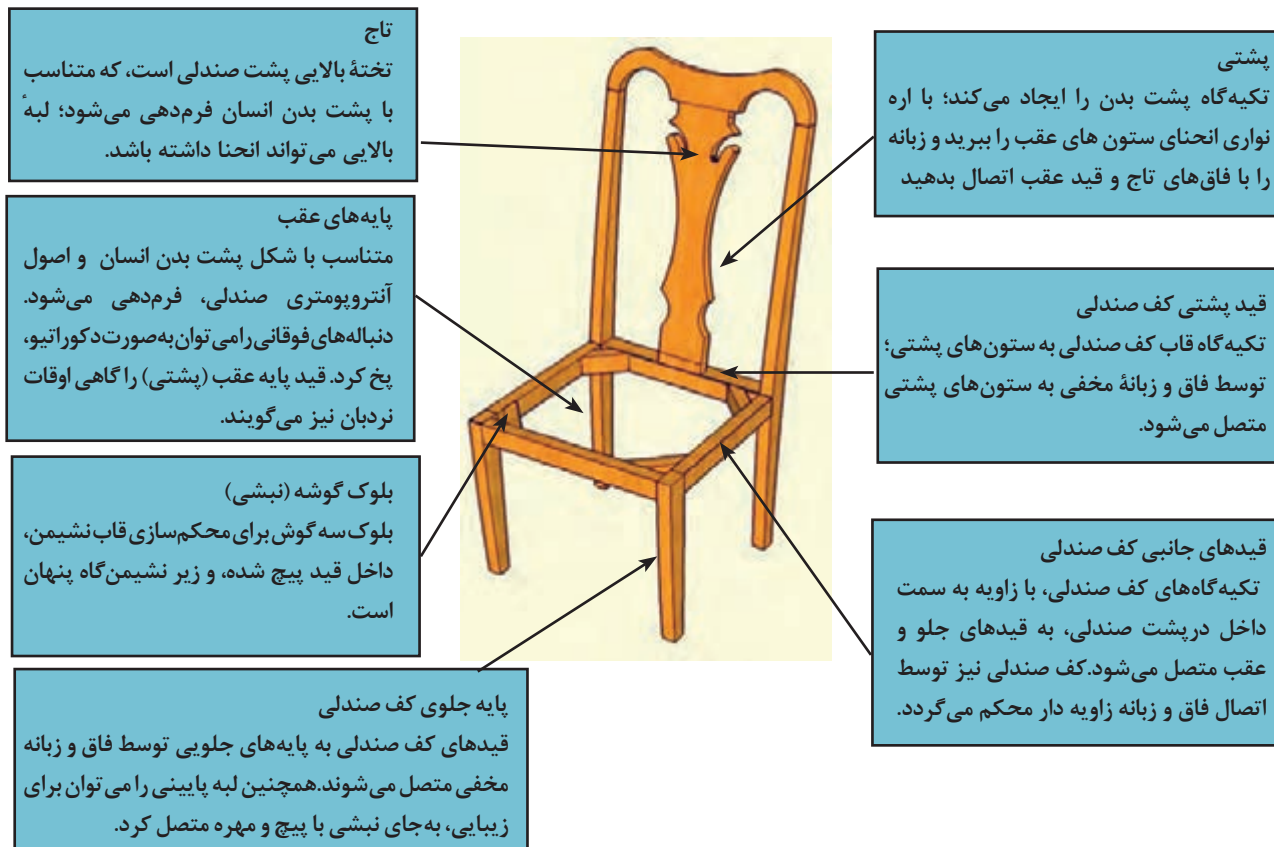 تاج
تختهٔ بالایی پشت صندلی است، که متناسب
با پشت بدن انسان فرم‌دهی می‌شود؛ لبهٔ
بالایی می‌تواند انحنا داشته باشد.
پایه‌های عقب
متناسب با شکل پشت بدن انسان و اصول
آنتروپومتری صندلی، فرم‌دهی می‌شود.
دنباله‌های فوقانی را می‌توان به‌صورت دکوراتیو،
پخ کرد. قید پایه عقب (پشتی) را گاهی اوقات
نردبان نیز می‌گویند.
بلوک گوشه (نبشی)
بلوک سه گوش برای محکم‌سازی قاب نشیمن،
داخل قید پیچ شده، و زیر نشیمن‌گاه پنهان
است.
پایه جلوی کف صندلی
قیدهای کف صندلی به پایه‌های جلویی توسط فاق و زبانه
مخفی متصل می‌شوند.همچنین لبه پایینی را می‌توان برای
زیبایی، به‌جای نبشی با پیچ و مهره متصل کرد.
پشتی
تکیه‌گاه پشت بدن را ایجاد می‌کند؛ با اره
نواری انحنای ستون های عقب را ببرید و زبانه
را با فاق‌های تاج و قید عقب اتصال بدهید
قید پشتی کف صندلی
تکیه‌گاه قاب کف صندلی به ستون‌های پشتی؛
توسط فاق و زبانهٔ مخفی به ستون‌های پشتی
متصل می‌شود.
قیدهای جانبی کف صندلی
تکیه‌گاه‌های کف صندلی، با زاویه به سمت
داخل درپشت صندلی، به قیدهای جلو و
عقب متصل می‌شود.کف صندلی نیز توسط
اتصال فاق و زبانه زاویه دار محکم می‌گردد.